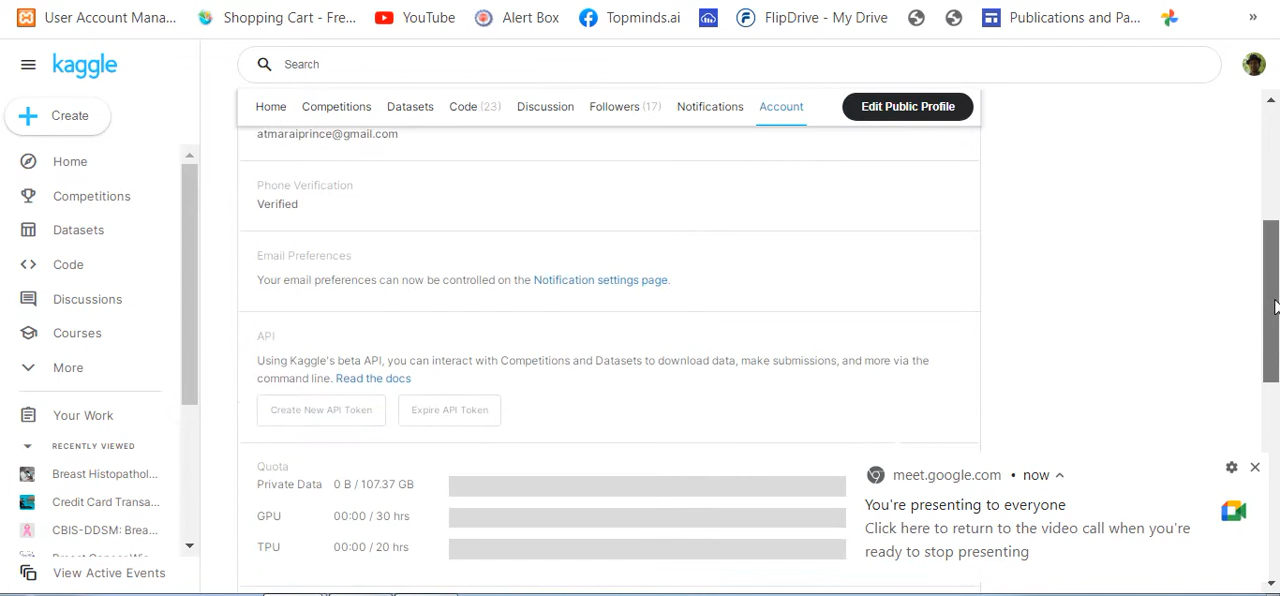 User Account Mana... Shopping Cart - Fre... YouTube Alert Box Topminds.ai FlipDrive - My Drive Publications and Pa... »
kaggle
Search
Create
Home Competitions Datasets Code (23) Discussion Followers (17) Notifications Account Edit Public Profile
atmaraiprince@gmail.com
Home
Competitions
Datasets
Code
Discussions
Courses
More
Your Work
RECENTLY VIEWED
Breast Histopathol...
Credit Card Transa...
CBIS-DDSM: Brea...
View Active Events
Phone Verification
Verified
Email Preferences
Your email preferences can now be controlled on the Notification settings page.
API
Using Kaggle's beta API, you can interact with Competitions and Datasets to download data, make submissions, and more via the
command line. Read the docs
Create New API Token Expire API Token
Quota
Private Data 0 B / 107.37 GB
GPU 00:00 / 30 hrs
TPU 00:00 / 20 hrs
meet.google.com • now
You're presenting to everyone
Click here to return to the video call when you're
ready to stop presenting